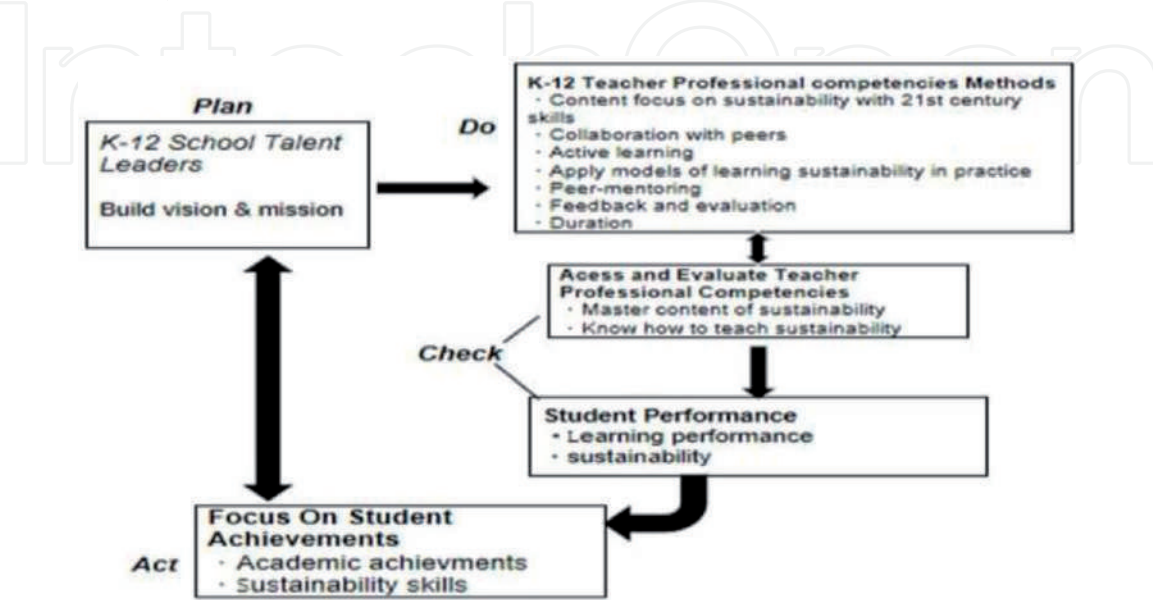 IntechOpen
Plan
K-12 School Talent
Leaders
Build vision & mission
Do
K-12 Teacher Professional competencies Methods
· Content focus on sustainability with 21st century
skills
· Collaboration with peers
· Active learning
· Apply models of learning sustainability in practice
· Peer-mentoring
· Feedback and evaluation
· Duration
Acess and Evaluate Teacher
Professional Competencies
· Master content of sustainability
· Know how to teach sustainability
Check
Student Performance
• Learning performance
· sustainability
Focus On Student
Achievements
· Academic achievments
· Sustainability skills
Act